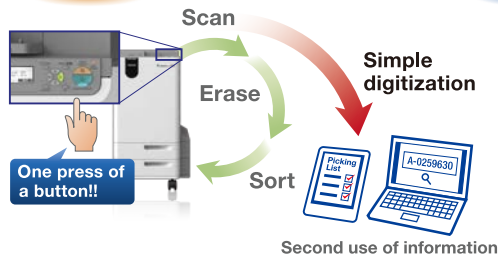 Scan
Simple
digitization
Erase
One press of
a button!!
Sort
Picking
List
A-0259630
Second use of information